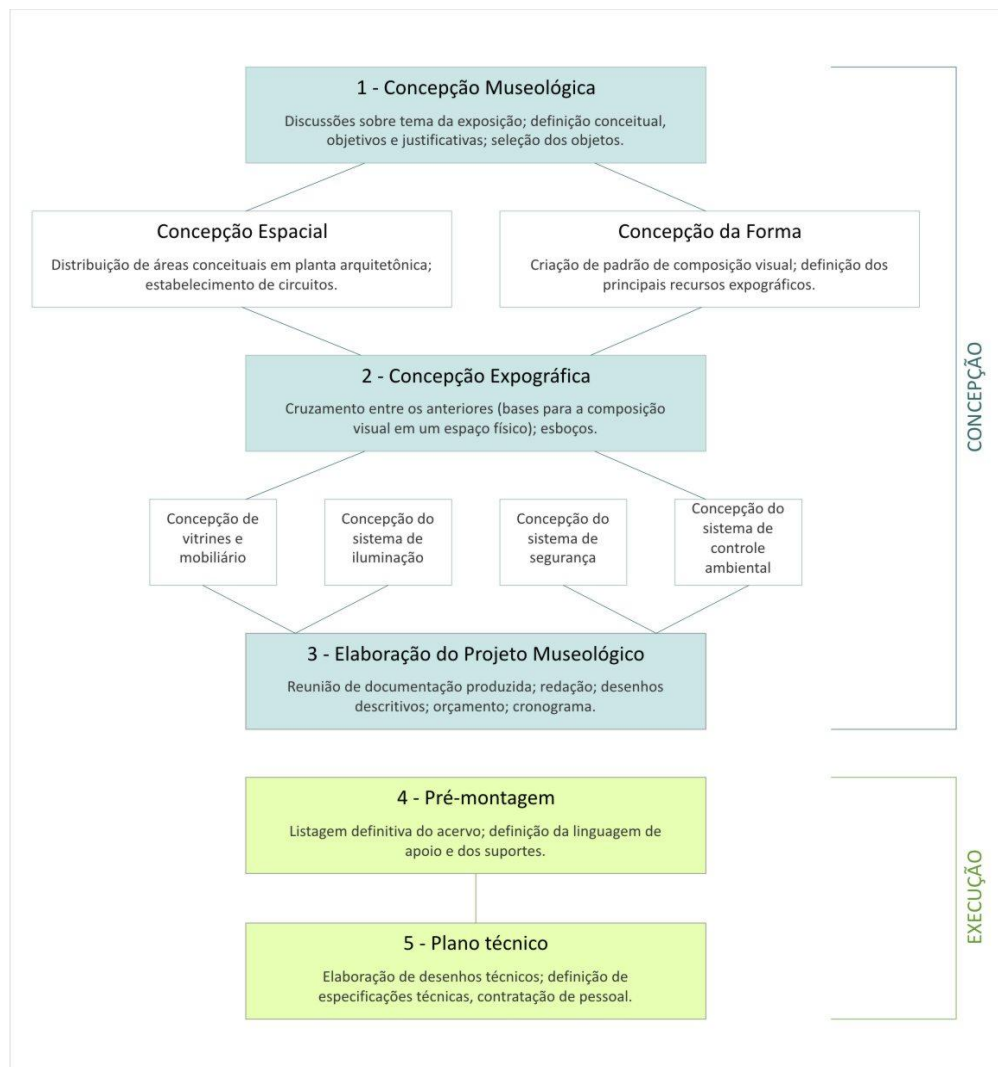 1 - Concepção Museológica
Discussões sobre tema da exposição; definição conceitual,
objetivos e justificativas; seleção dos objetos.
Concepção Espacial
Distribuição de áreas conceituais em planta arquitetônica;
estabelecimento de circuitos.
Concepção da Forma
Criação de padrão de composição visual; definição dos
principais recursos expográficos.
2 - Concepção Expográfica
Cruzamento entre os anteriores (bases para a composição
visual em um espaço físico); esboços.
Concepção de
vitrines e
mobiliário
Concepção do
sistema de
iluminação
Concepção do
sistema de
segurança
Concepção do
sistema de
controle
ambiental
3 - Elaboração do Projeto Museológico
Reunião de documentação produzida; redação; desenhos
descritivos; orçamento; cronograma.
CONCEPÇÃO
4 - Pré-montagem
Listagem definitiva do acervo; definição da linguagem de
apoio e dos suportes.
5 - Plano técnico
Elaboração de desenhos técnicos; definição de
especificações técnicas, contratação de pessoal.
EXECUÇÃO